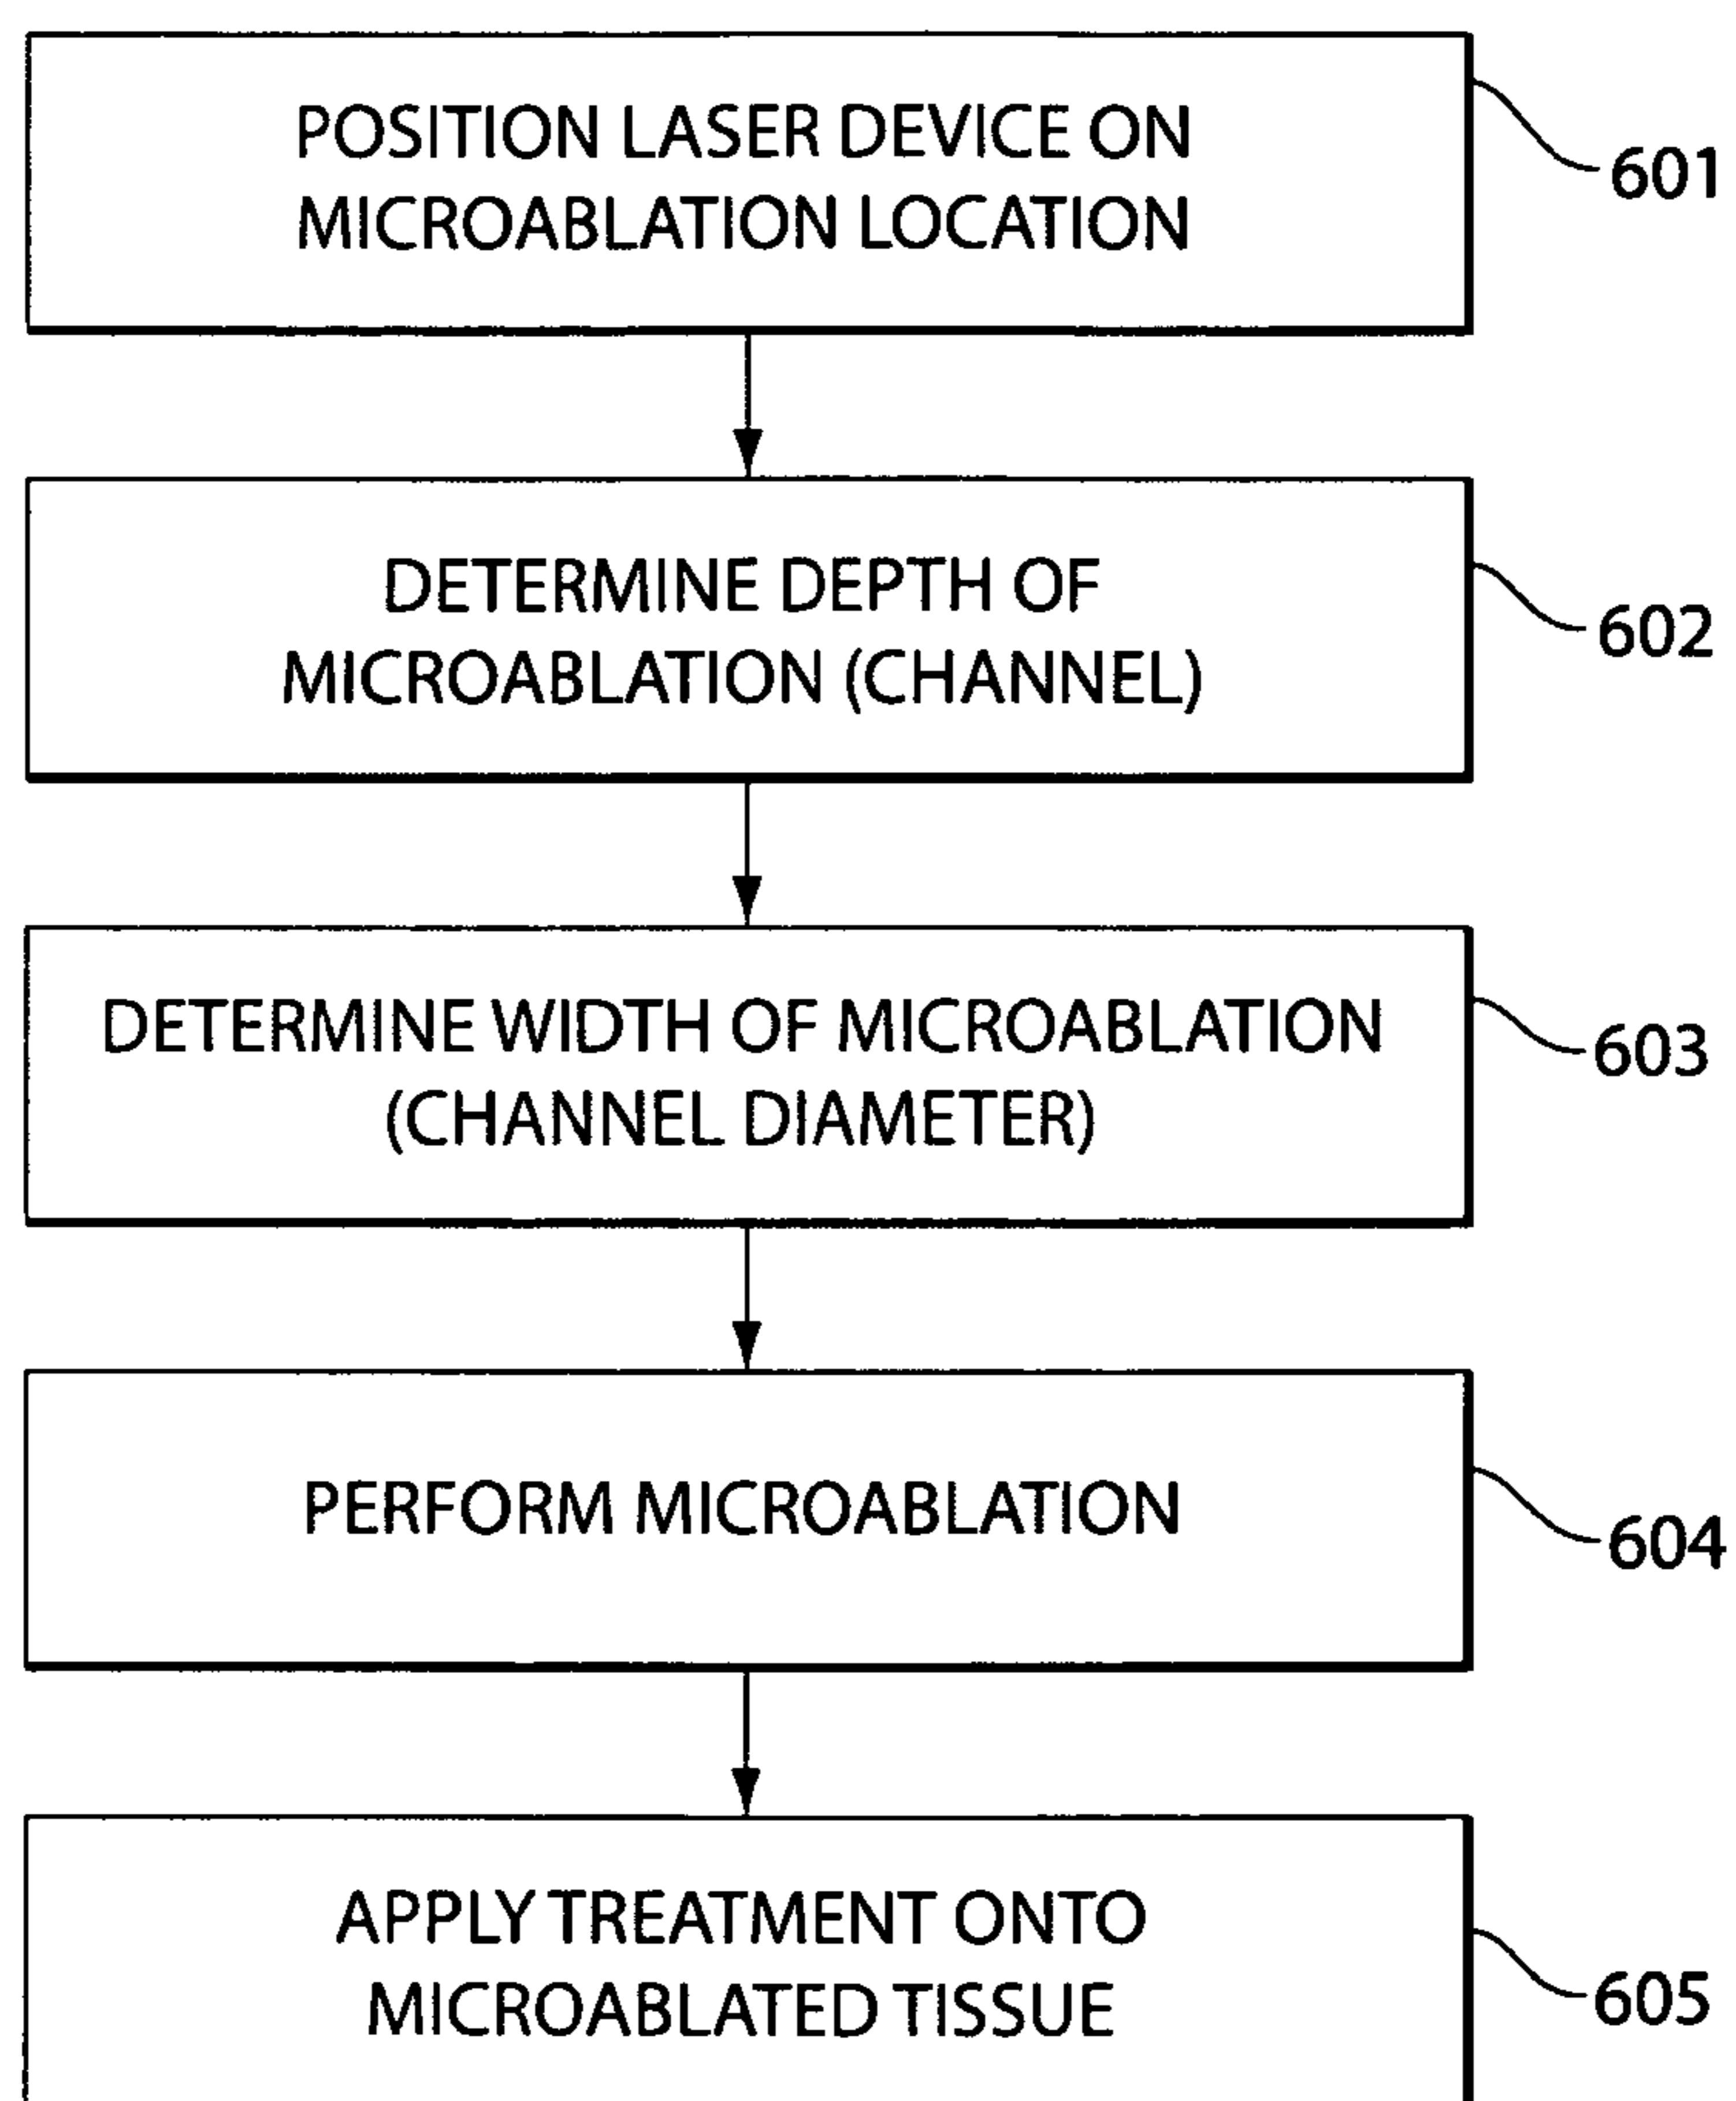 POSITION LASER DEVICE ON
MICROABLATION LOCATION
601
DETERMINE DEPTH OF
MICROABLATION (CHANNEL)
602
DETERMINE WIDTH OF MICROABLATION
(CHANNEL DIAMETER)
603
PERFORM MICROABLATION
604
APPLY TREATMENT ONTO
MICROABLATED TISSUE
605